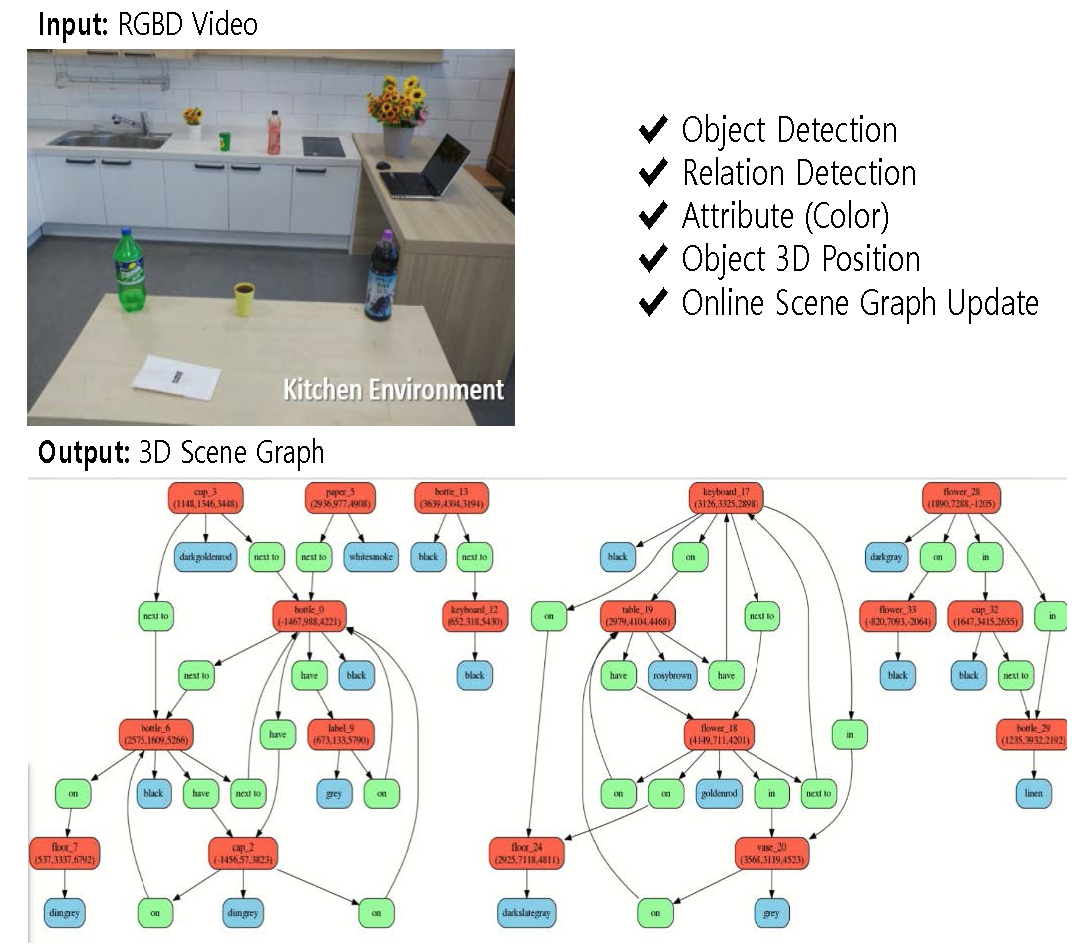 Input: RGBD Video
Kitchen Environment
✔ Object Detection
✔ Relation Detection
✔ Attribute (Color)
✔ Object 3D Position
✔ Online Scene Graph Update
Output: 3D Scene Graph
cup_3
(1148,1346,3448)
paper_5
(2936,977,4908)
bottle_13
(3639,4304,3194)
keyboard_17
(3126,3325,2898)
flower_28
(1890,7288,-1205)
darkgoldenrod
next to
next to
whitesmoke
black
next to
black
on
darkgray
on
in
next to
bottle_0
(-1467,988,4221)
keyboard_12
(652,318,5430)
on
table_19
(2979,4104,4468)
next to
flower_33
(-820,7093,-2064)
cup_32
(1647,3415,2655)
in
next to
have
black
black
have
rosybrown
have
black
black
next to
bottle_6
(2575,1609,5266)
have
label_9
(673,133,5790)
flower_18
(4149,711,4201)
in
bottle_29
(1235,3932,2192)
on
black
have
next to
grey
on
on
on
goldenrod
in
next to
linen
floor_7
(537,3337,6792)
cap_2
(-1456,57,3823)
floor_24
(2925,7118,4811)
vase_20
(3568,3119,4523)
dimgrey
on
dimgrey
on
darkslategray
on
grey